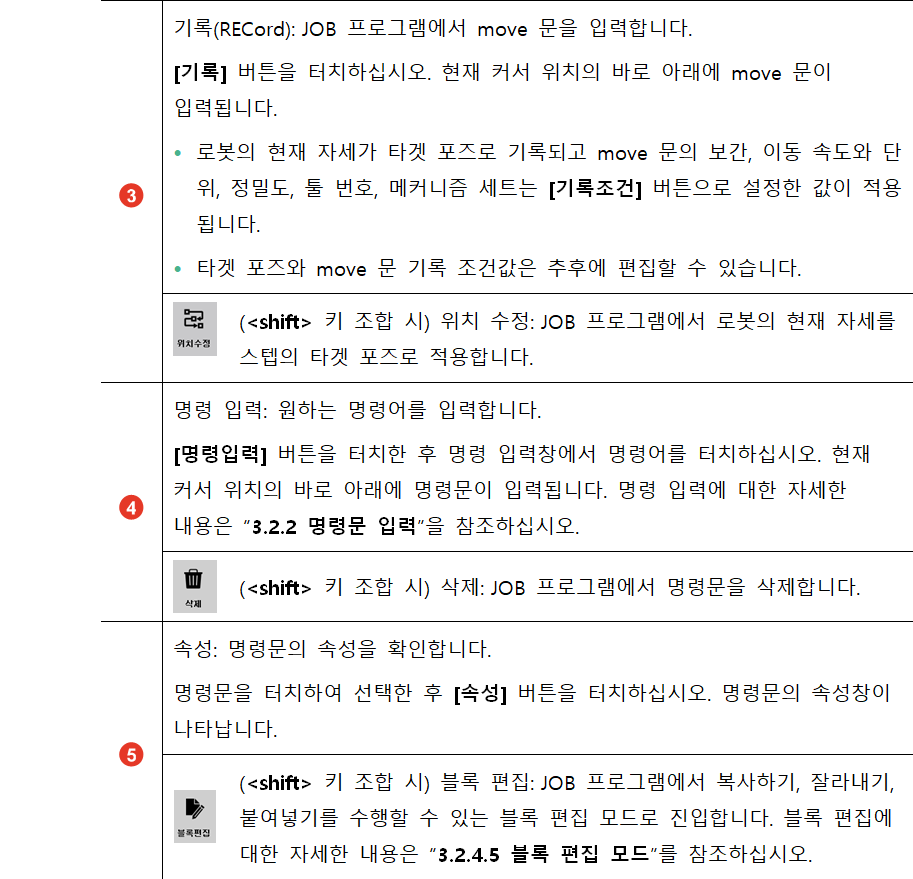 기록(RECord): JOB 프로그램에서 move 문을 입력합니다.
[기록] 버튼을 터치하십시오. 현재 커서 위치의 바로 아래에 move 문이
입력됩니다.
• 로봇의 현재 자세가 타겟 포즈로 기록되고 move 문의 보간, 이동 속도와 단
위, 정밀도, 툴 번호, 메커니즘 세트는 [기록조건] 버튼으로 설정한 값이 적용
됩니다.
3
• 타겟 포즈와 move 문 기록 조건값은 추후에 편집할 수 있습니다.
위치수정
(<shift> 키 조합 시) 위치 수정: JOB 프로그램에서 로봇의 현재 자세를
스텝의 타겟 포즈로 적용합니다.
명령 입력: 원하는 명령어를 입력합니다.
[명령입력] 버튼을 터치한 후 명령 입력창에서 명령어를 터치하십시오. 현재
커서 위치의 바로 아래에 명령문이 입력됩니다. 명령 입력에 대한 자세한
4
내용은 “3.2.2 명령문 입력”을 참조하십시오.
삭제
(<shift> 키 조합 시) 삭제: JOB 프로그램에서 명령문을 삭제합니다.
속성: 명령문의 속성을 확인합니다.
명령문을 터치하여 선택한 후 [속성] 버튼을 터치하십시오. 명령문의 속성창이
나타납니다.
5
블록편집
(<shift> 키 조합 시) 블록 편집: JOB 프로그램에서 복사하기, 잘라내기,
붙여넣기를 수행할 수 있는 블록 편집 모드로 진입합니다. 블록 편집에
대한 자세한 내용은 “3.2.4.5 블록 편집 모드”를 참조하십시오.